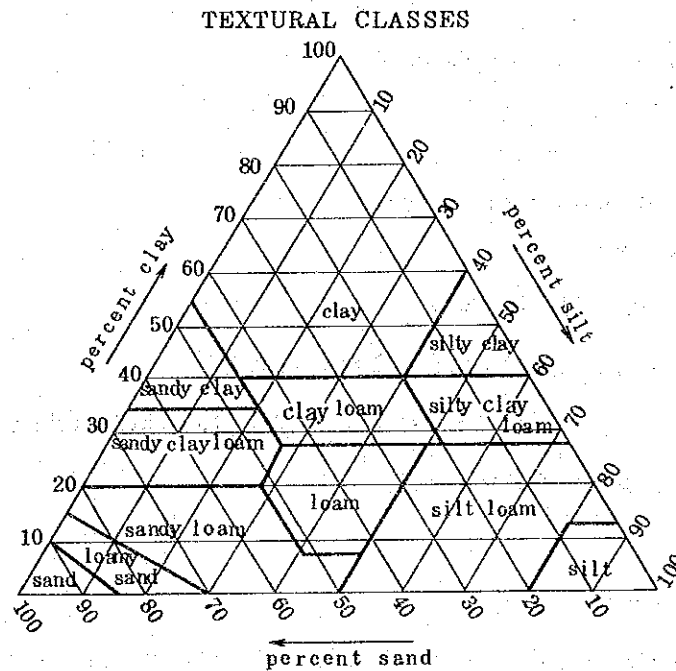 TEXTURAL CLASSES
100
90
10
80
20
70
30
percent clay
percent silt
60
40
clay
50
50
silty clay
40
60
sandy clay
clay loam
silty clay
loam
70
30
sandy clay loam
20
80
loam
silt loam
sandy loam
10
90
loamy
sand
sand
silt
100
100
90
80
70
60
50
40
30
20
10
percent sand